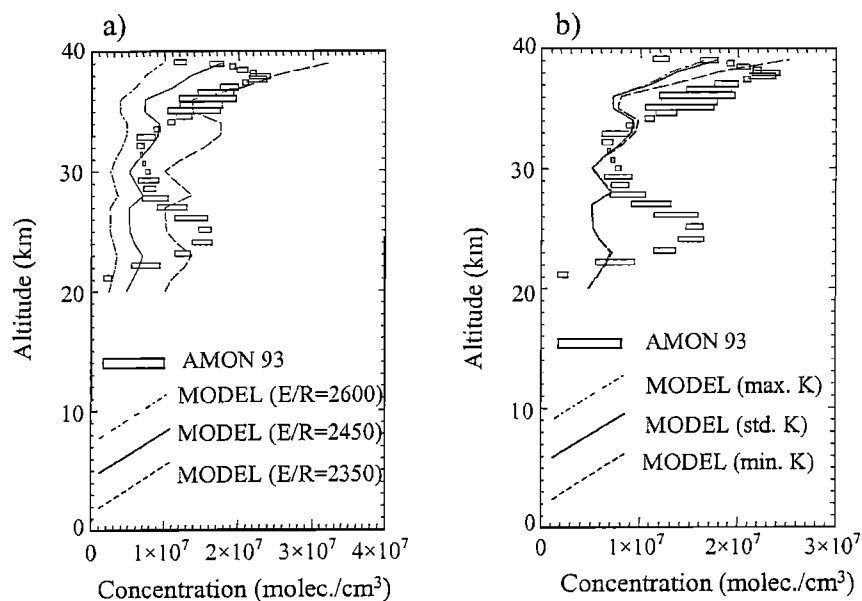 a)
40
30
20
10
0
Altitude (km)
AMON 93
MODEL (E/R=2600)
MODEL (E/R=2450)
MODEL (E/R=2350)
0 1×10⁷ 2×10⁷ 3×10⁷ 4×10⁷
Concentration (molec./cm³)
b)
40
30
20
10
0
Altitude (km)
AMON 93
MODEL (max. K)
MODEL (std. K)
MODEL (min. K)
0 1×10⁷ 2×10⁷ 3×10⁷
Concentration (molec./cm³)